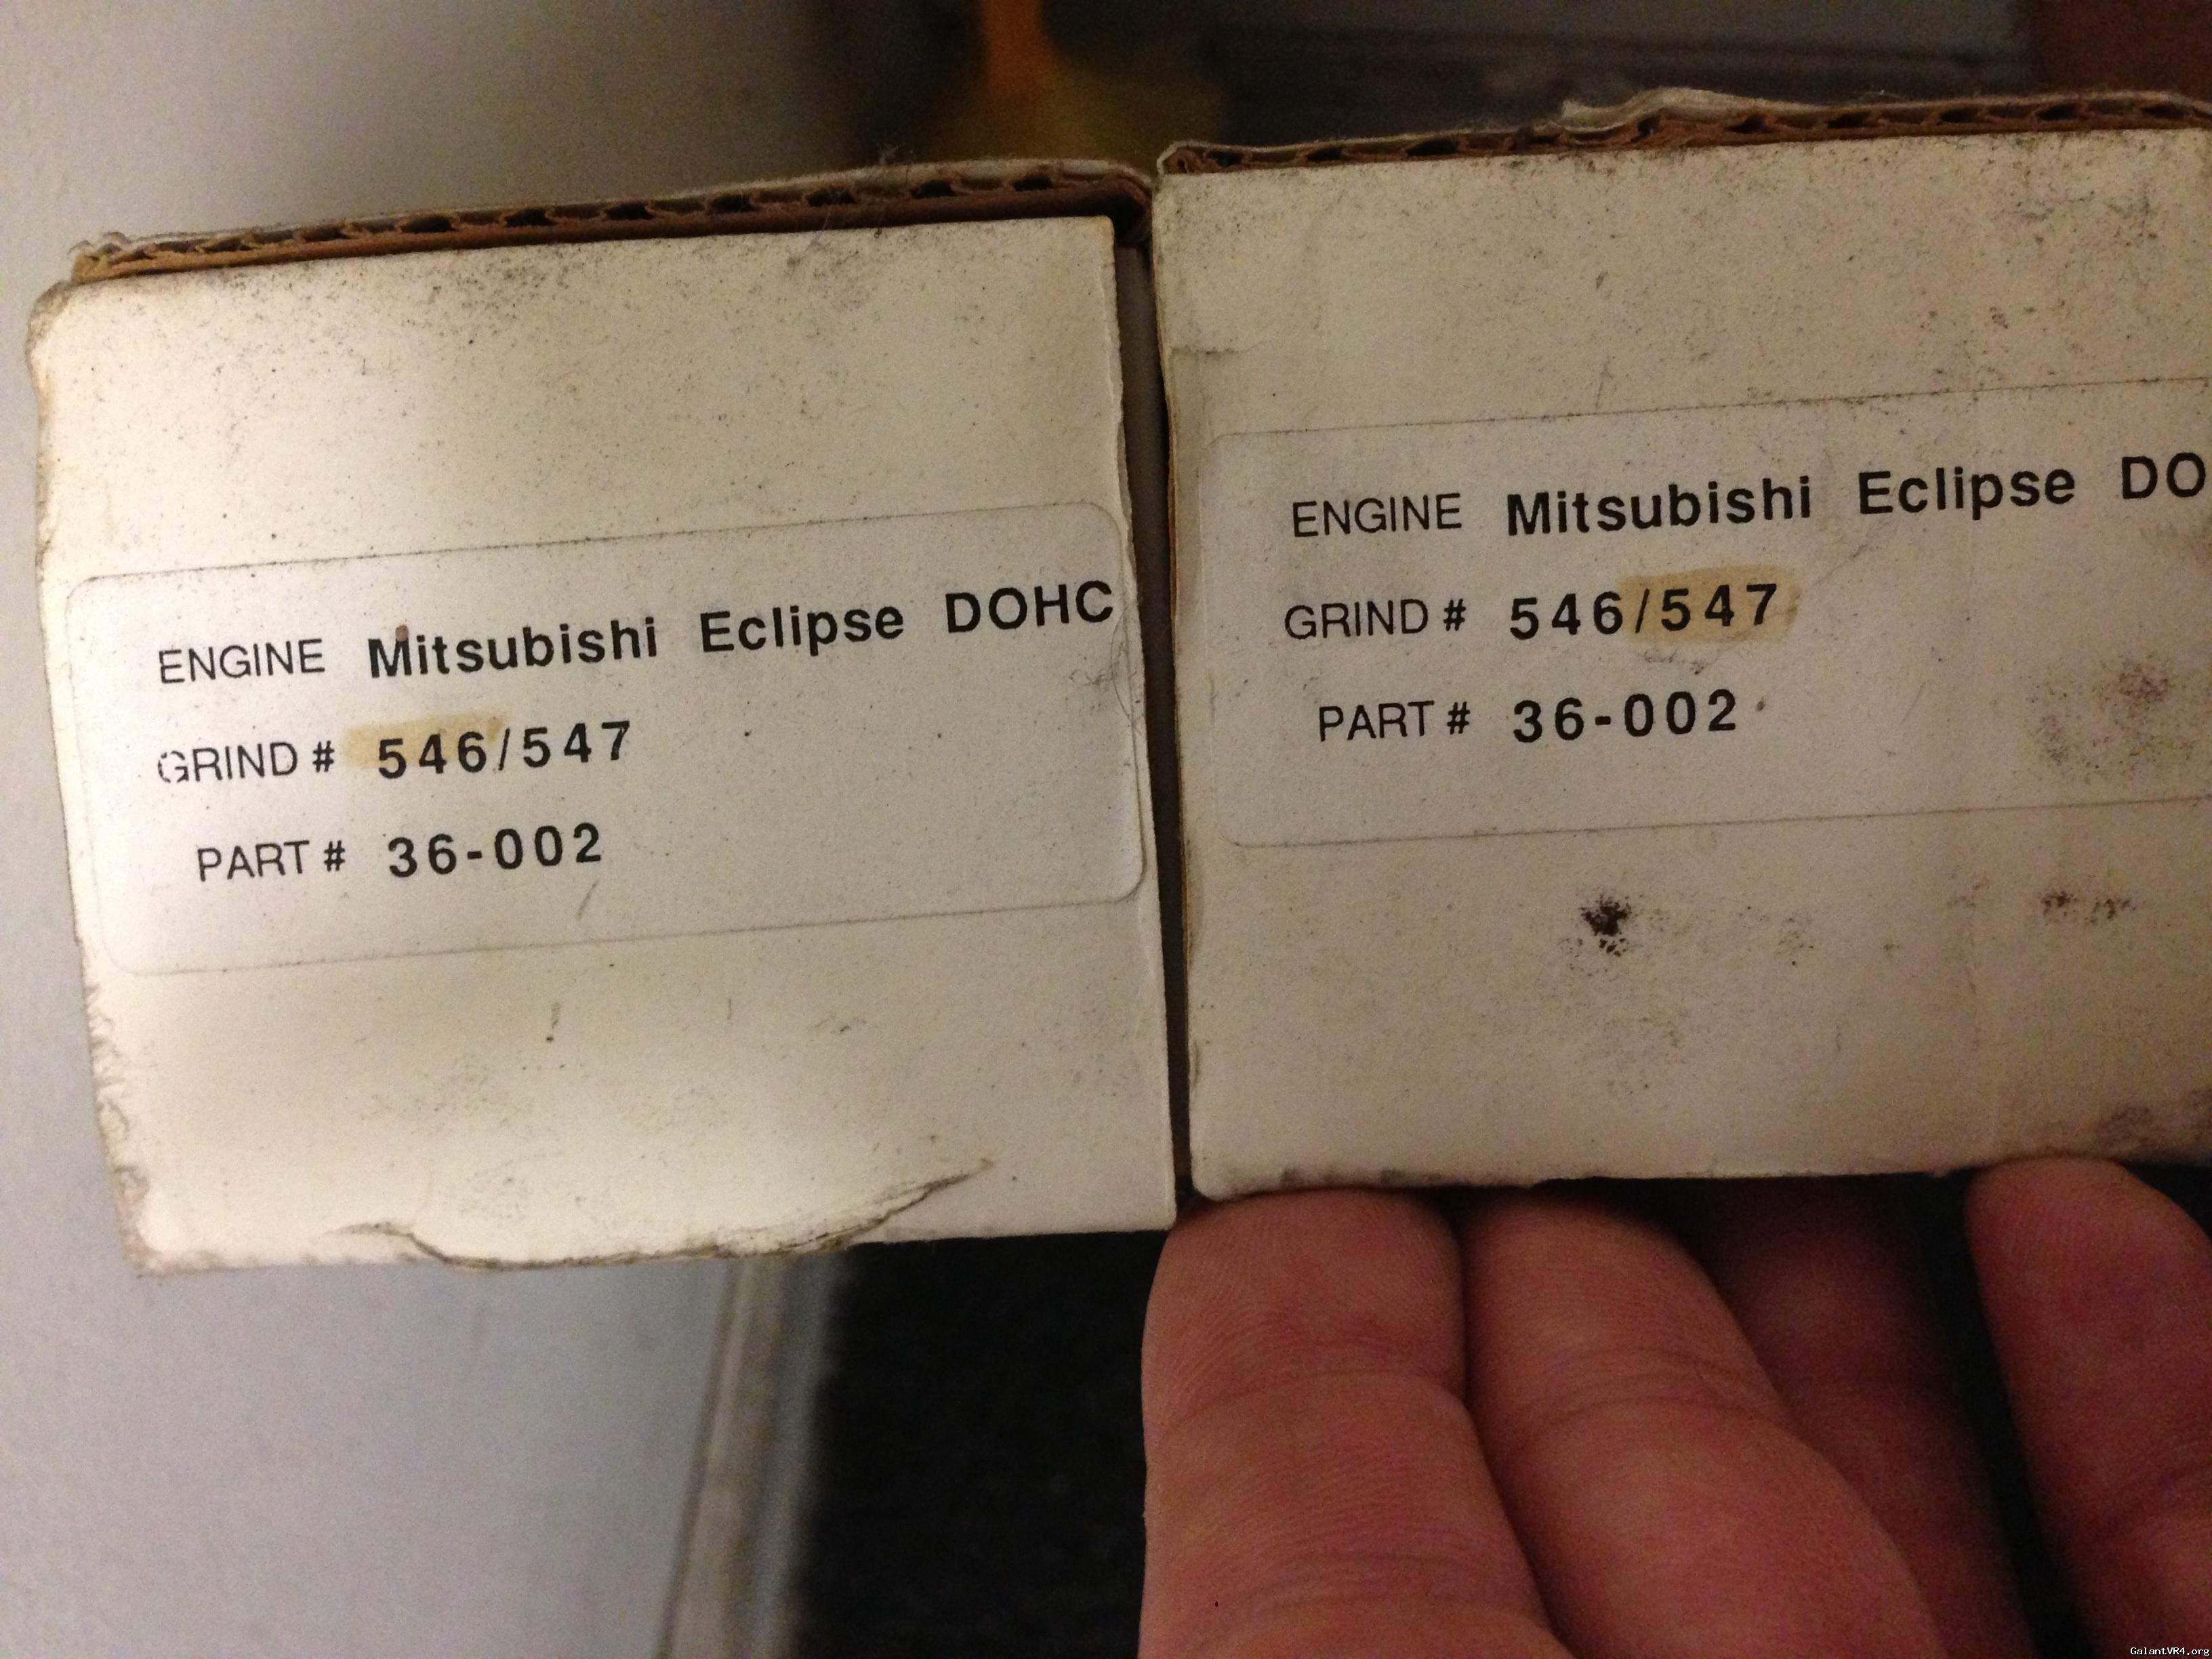 ENGINE Mitsubishi Eclipse DOHC
GRIND # 546/547
PART # 36-002
ENGINE Mitsubishi Eclipse DO
GRIND # 546/547
PART # 36-002
GalantVR4.org